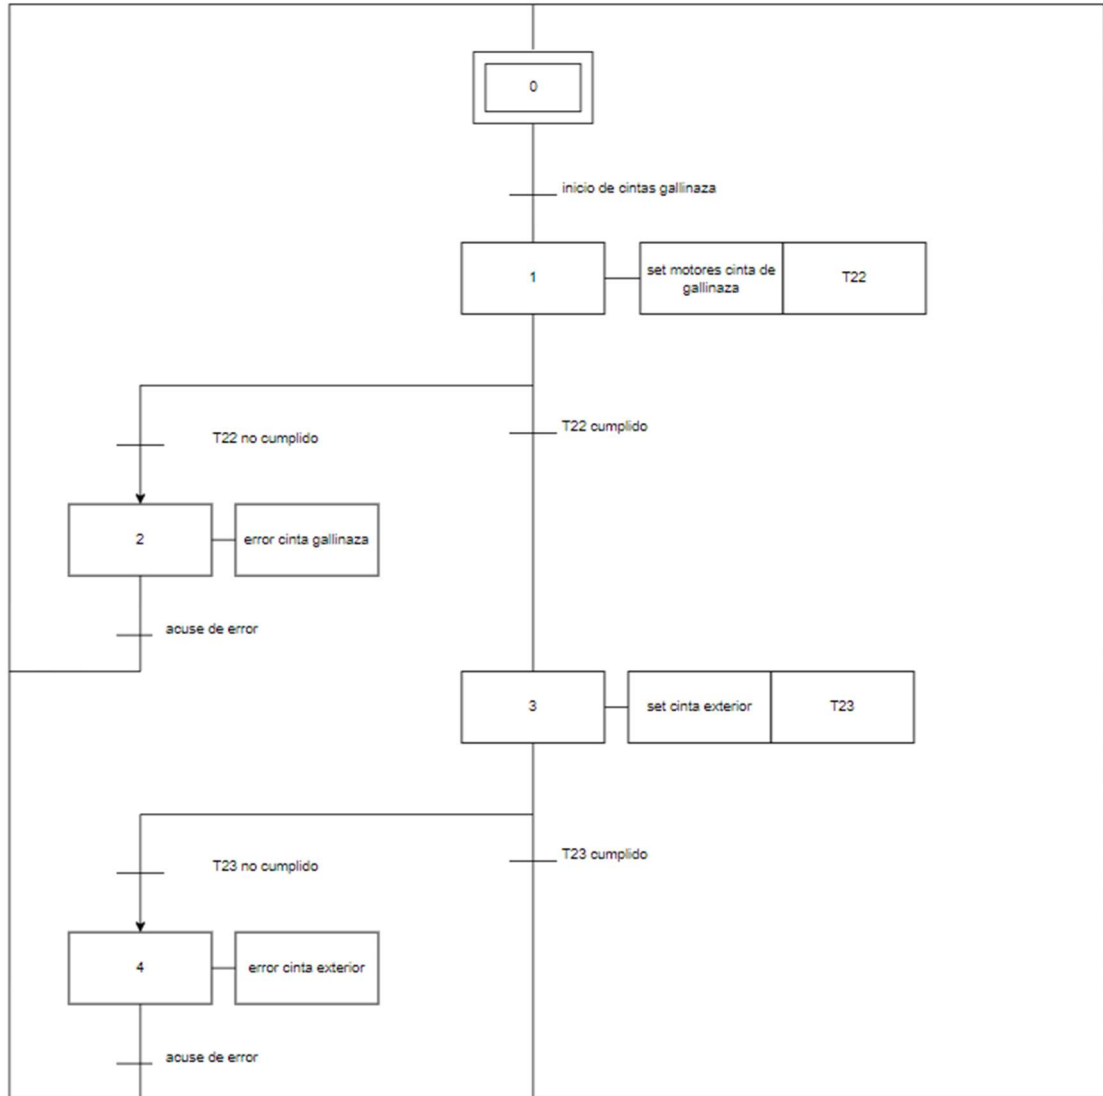 0
inicio de cintas gallinaza
1
set motores cinta de
gallinaza
T22
T22 no cumplido
T22 cumplido
2
error cinta gallinaza
acuse de error
3
set cinta exterior
T23
T23 no cumplido
T23 cumplido
4
error cinta exterior
acuse de error